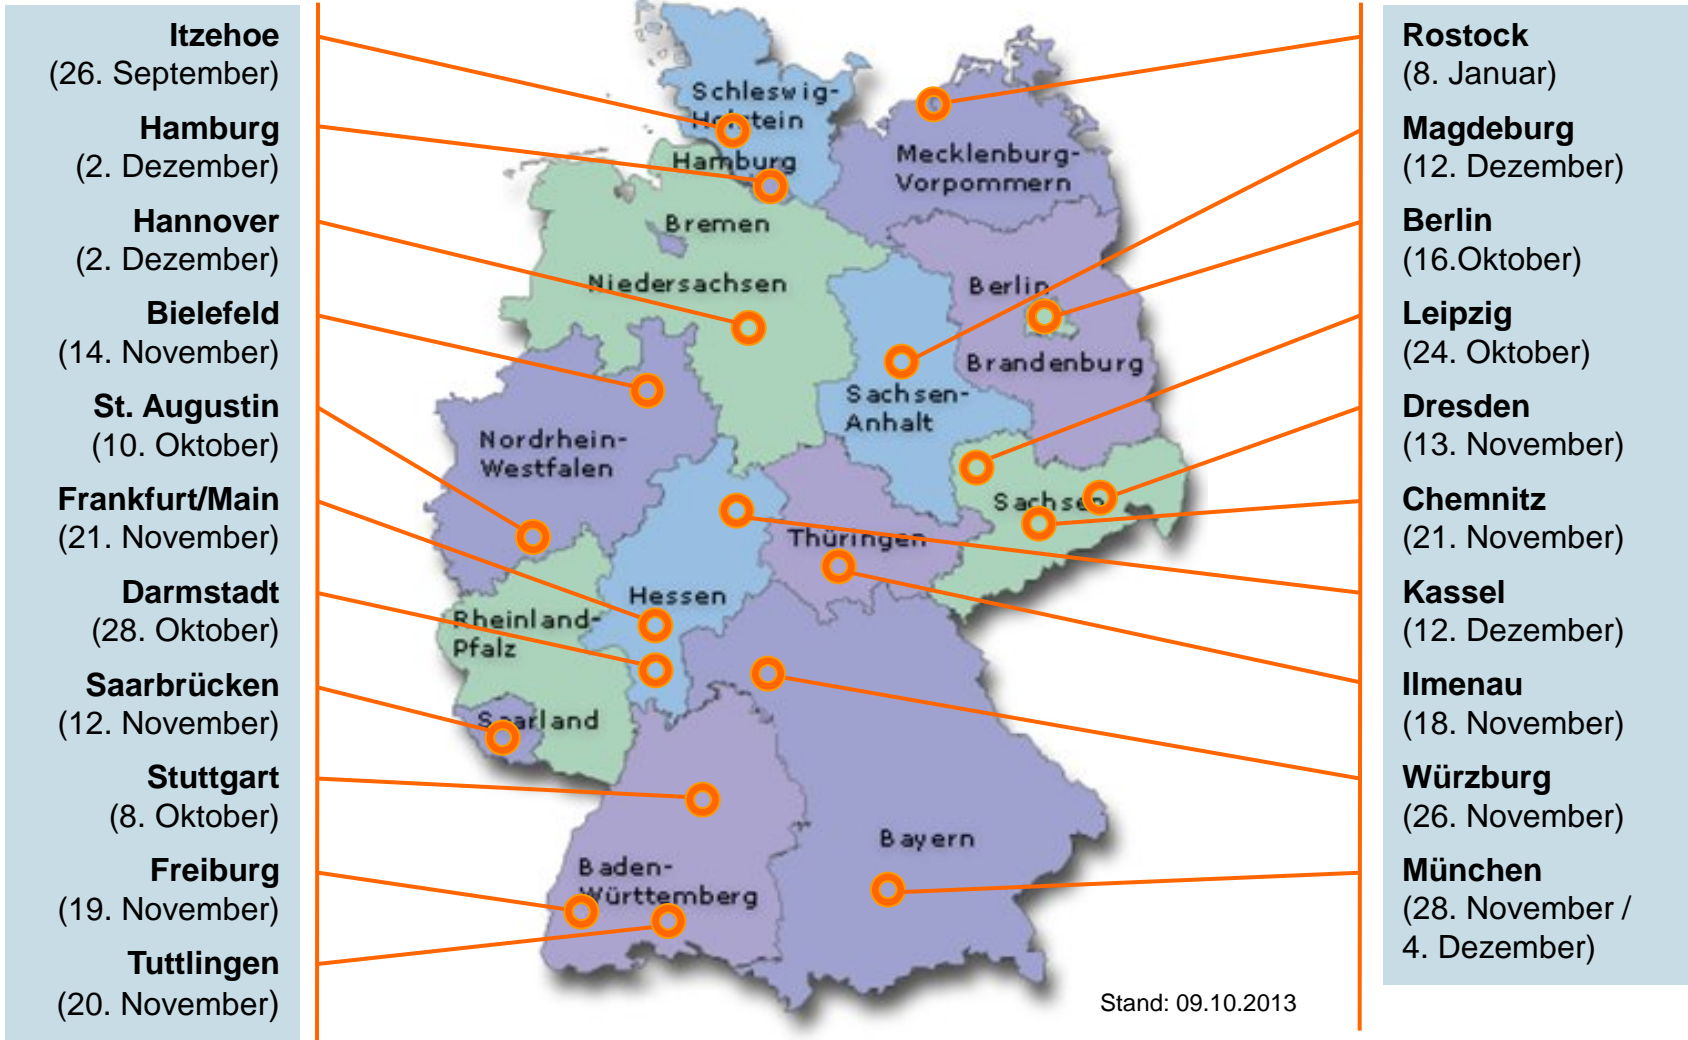 Itzehoe
(26. September)
Hamburg
(2. Dezember)
Hannover
(2. Dezember)
Bielefeld
(14. November)
St. Augustin
(10. Oktober)
Frankfurt/Main
(21. November)
Darmstadt
(28. Oktober)
Saarbrücken
(12. November)
Stuttgart
(8. Oktober)
Freiburg
(19. November)
Tuttlingen
(20. November)
Schleswig-
Holstein
Hamburg
Mecklenburg-
Vorpommern
Bremen
Niedersachsen
Berlin
Brandenburg
Sachsen-
Anhalt
Nordrhein-
Westfalen
Sachsen
Thüringen
Hessen
Rheinland-
Pfalz
Saarland
Bayern
Baden-
Württemberg
Stand: 09.10.2013
Rostock
(8. Januar)
Magdeburg
(12. Dezember)
Berlin
(16.Oktober)
Leipzig
(24. Oktober)
Dresden
(13. November)
Chemnitz
(21. November)
Kassel
(12. Dezember)
Ilmenau
(18. November)
Würzburg
(26. November)
München
(28. November /
4. Dezember)